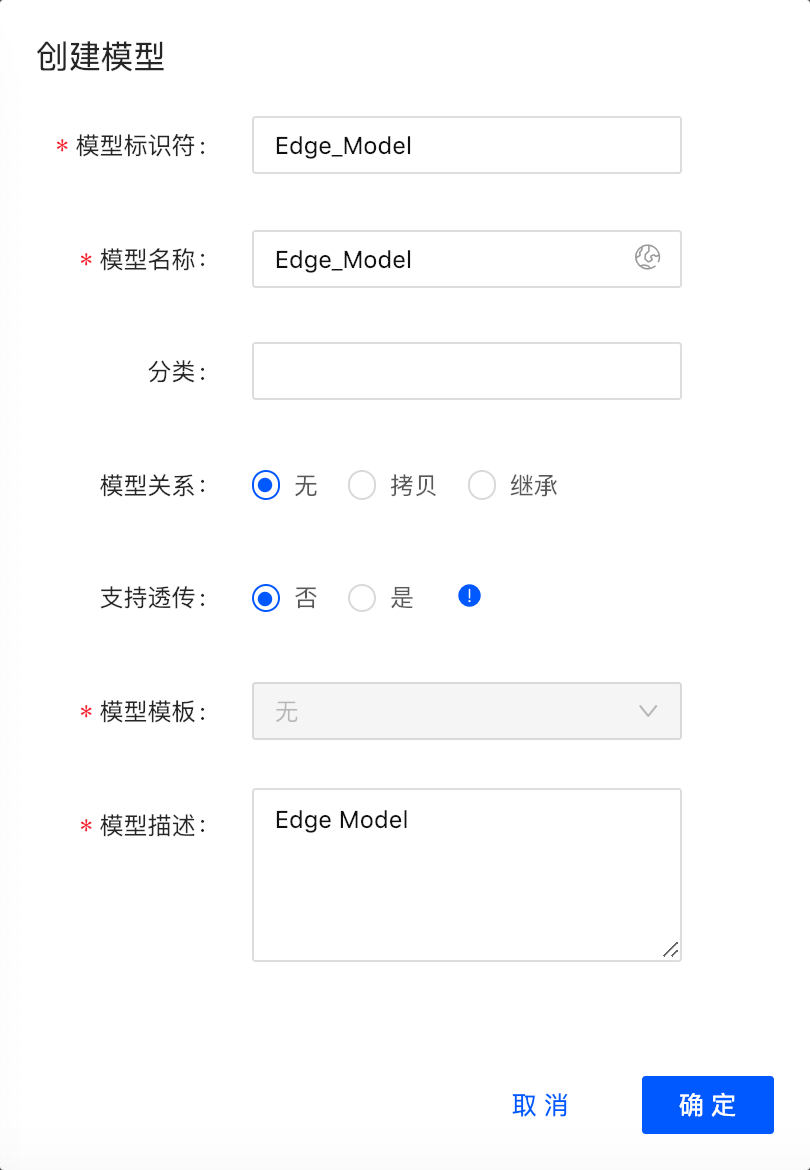 创建模型
* 模型标识符: Edge_Model
* 模型名称: Edge_Model
分类:
模型关系: 无 拷贝 继承
支持透传: 否 是 !
* 模型模板: 无
* 模型描述: Edge Model
取消 确定